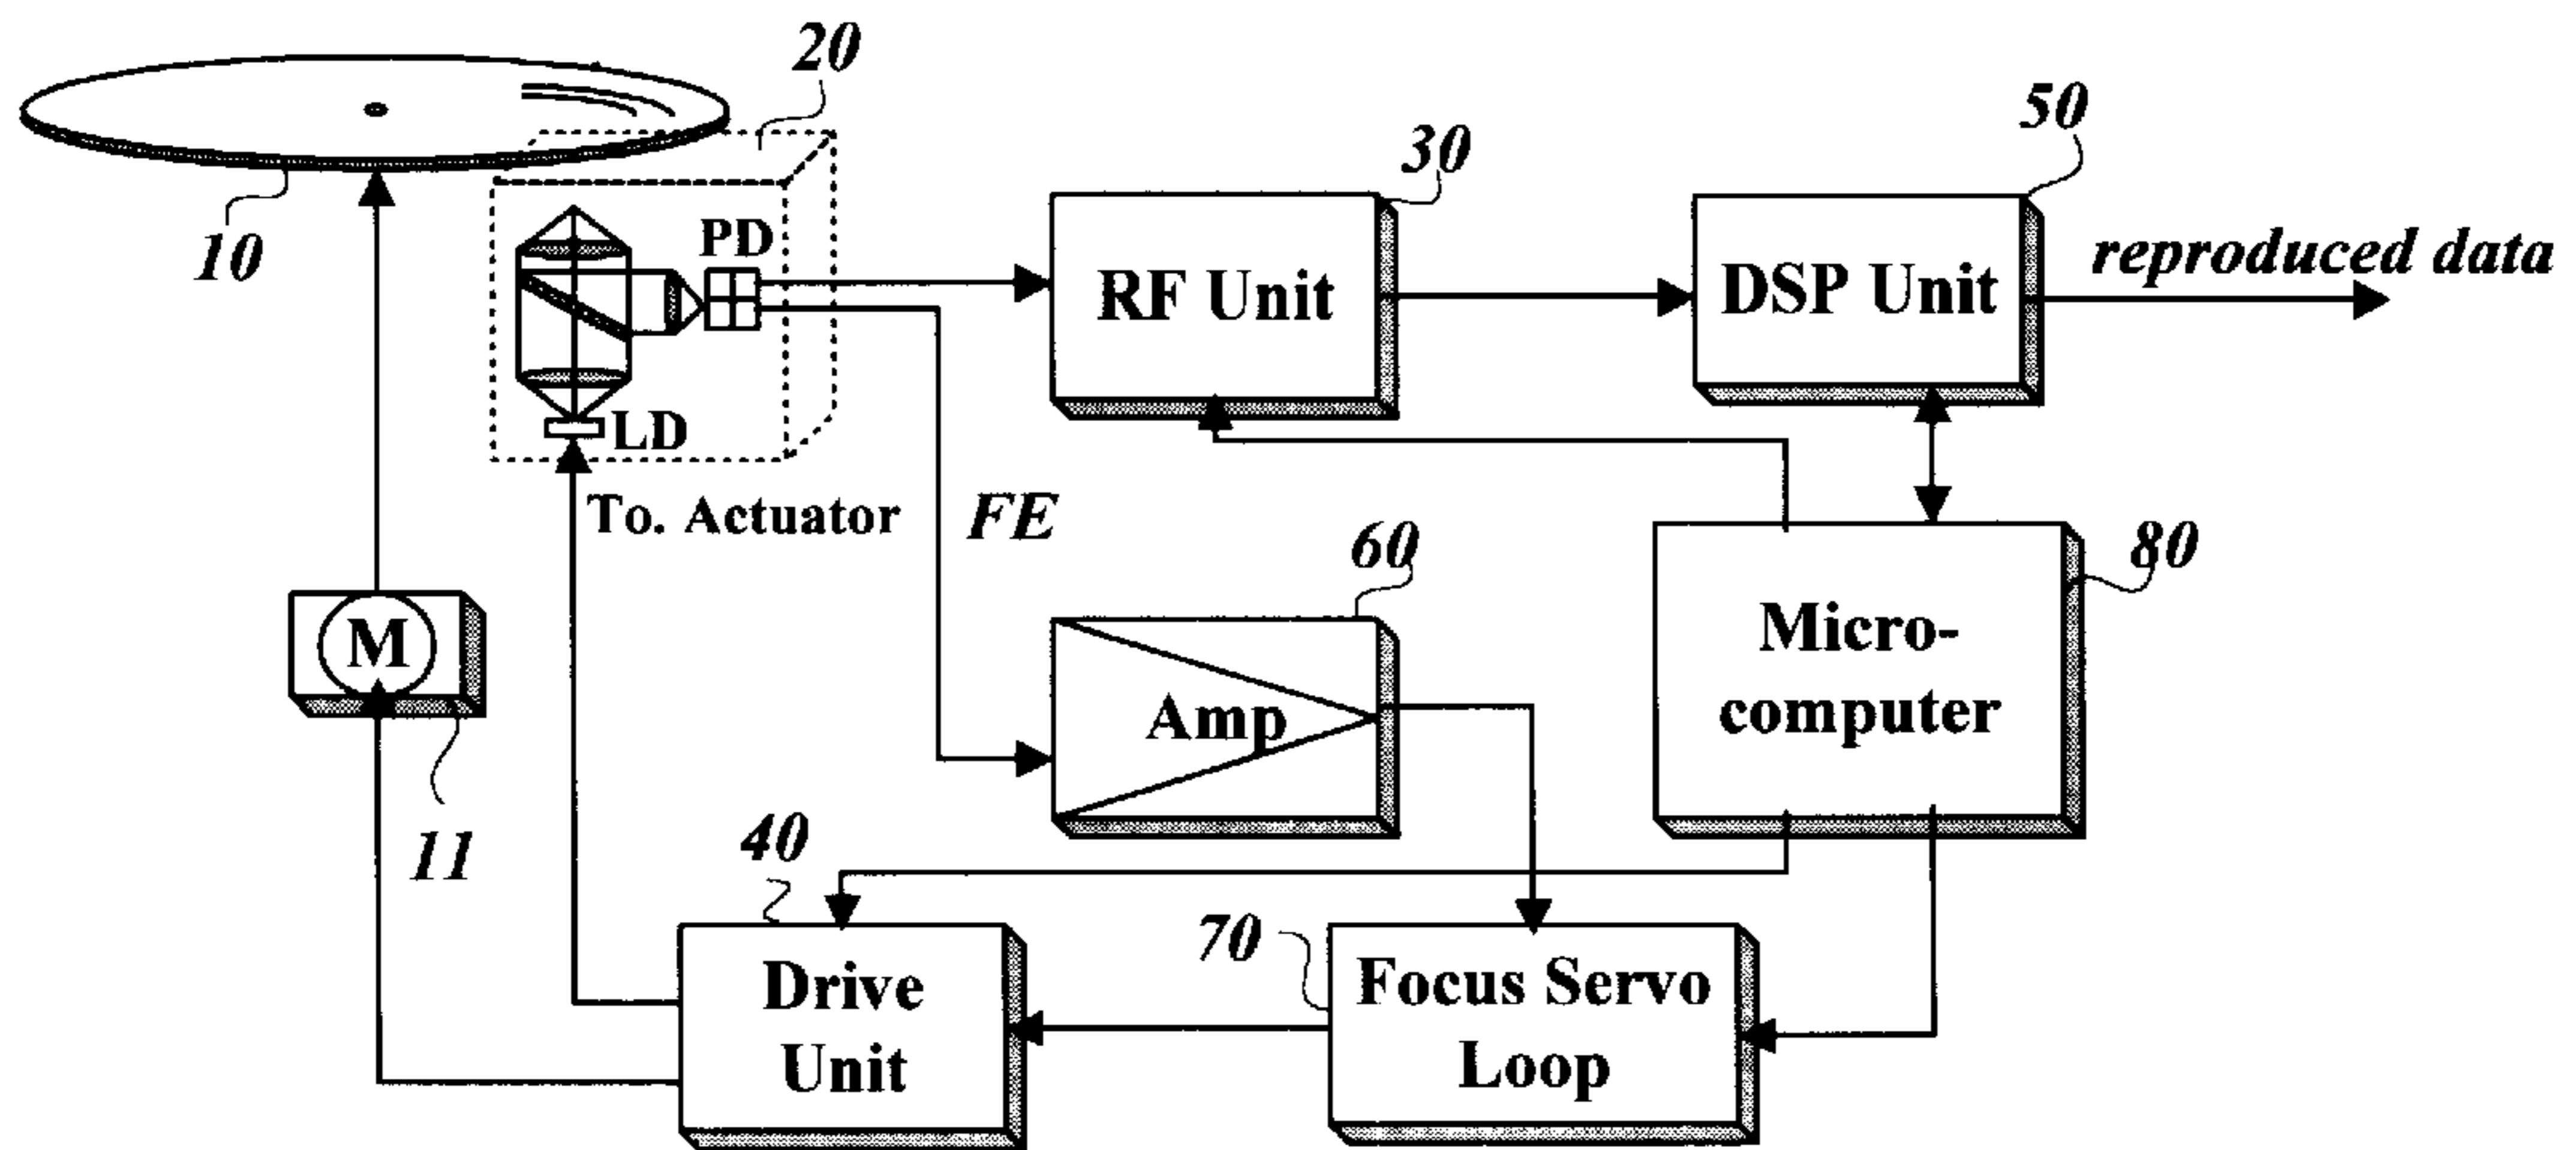 20
50
30
10
PD
RF Unit
DSP Unit
reproduced data
LD
To. Actuator
FE
60
80
M
Amp
Micro-
computer
11
40
70
Drive
Unit
Focus Servo
Loop